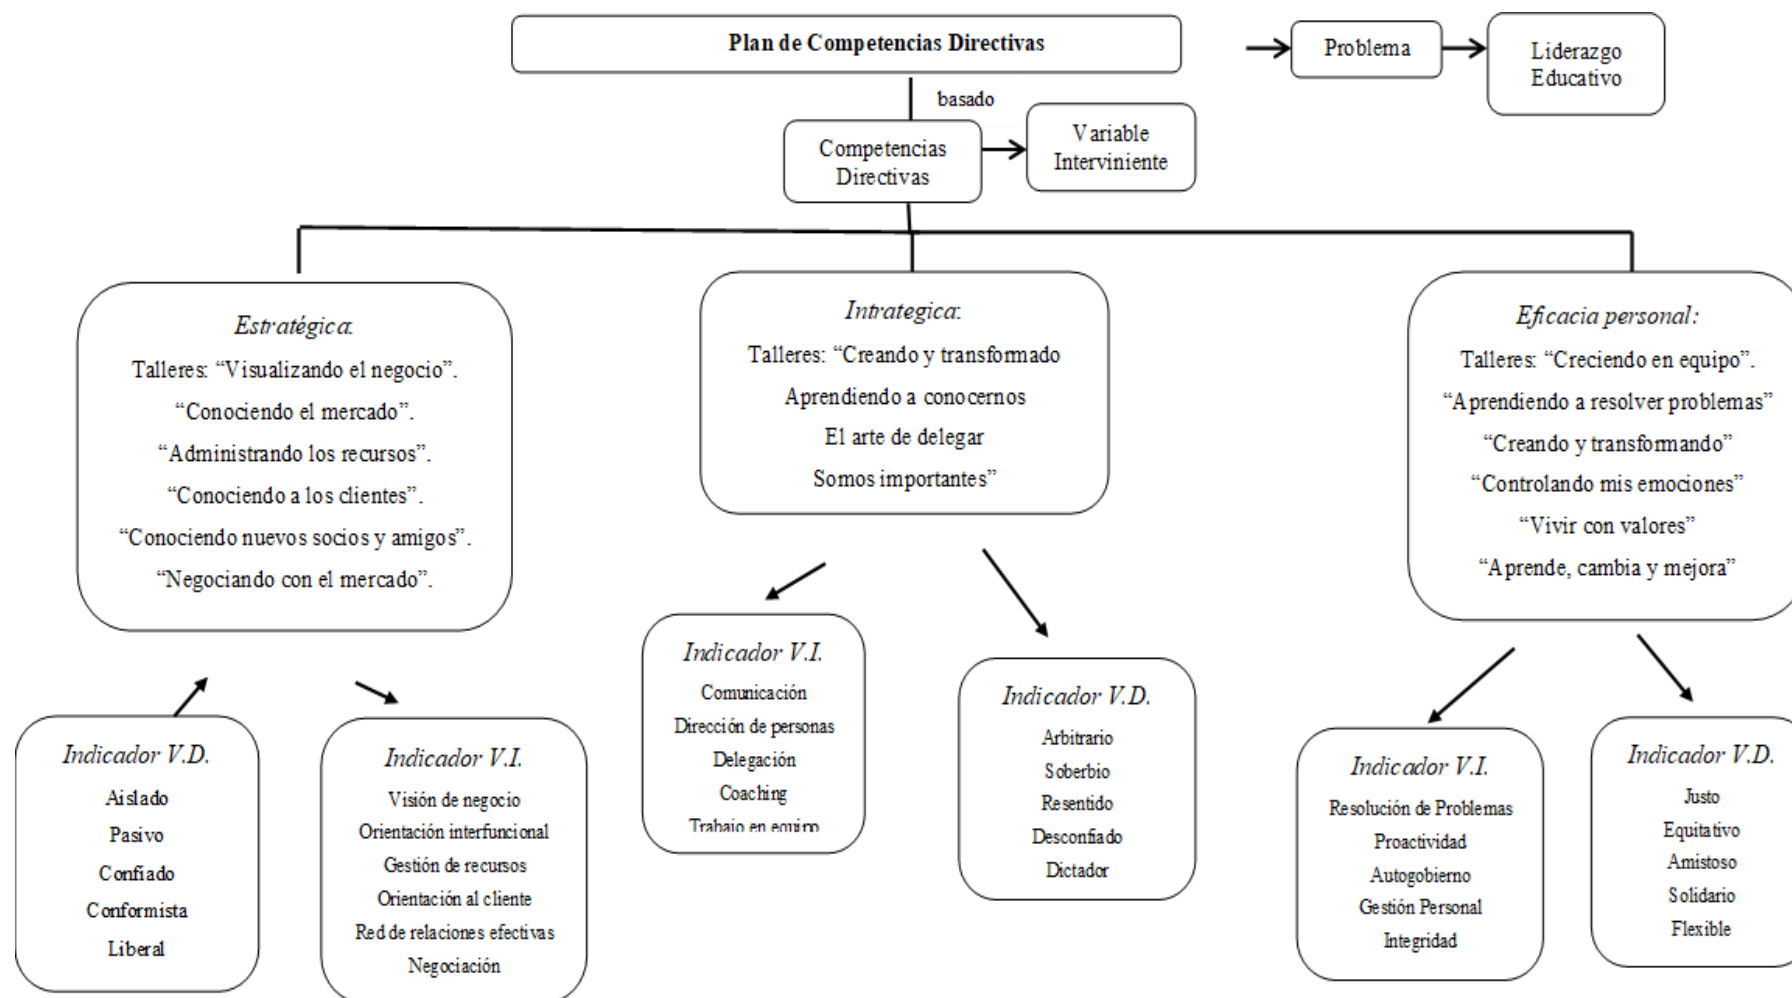 Plan de Competencias Directivas
Problema
Liderazgo
Educativo
basado
Competencias
Directivas
Variable
Interviniente
Estratégica:
Talleres: “Visualizando el negocio”.
“Conociendo el mercado”.
“Administrando los recursos”.
“Conociendo a los clientes”.
“Conociendo nuevos socios y amigos”.
“Negociando con el mercado”.
Intrategica:
Talleres: “Creando y transformado
Aprendiendo a conocernos
El arte de delegar
Somos importantes”
Eficacia personal:
Talleres: “Creciendo en equipo”.
“Aprendiendo a resolver problemas”
“Creando y transformando”
“Controlando mis emociones”
“Vivir con valores”
“Aprende, cambia y mejora”
Indicador V.D.
Aislado
Pasivo
Confiado
Conformista
Liberal
Indicador V.I.
Visión de negocio
Orientación interfuncional
Gestión de recursos
Orientación al cliente
Red de relaciones efectivas
Negociación
Indicador V.I.
Comunicación
Dirección de personas
Delegación
Coaching
Trabajo en equipo
Indicador V.D.
Arbitrario
Soberbio
Resentido
Desconfiado
Dictador
Indicador V.I.
Resolución de Problemas
Proactividad
Autogobierno
Gestión Personal
Integridad
Indicador V.D.
Justo
Equitativo
Amistoso
Solidario
Flexible